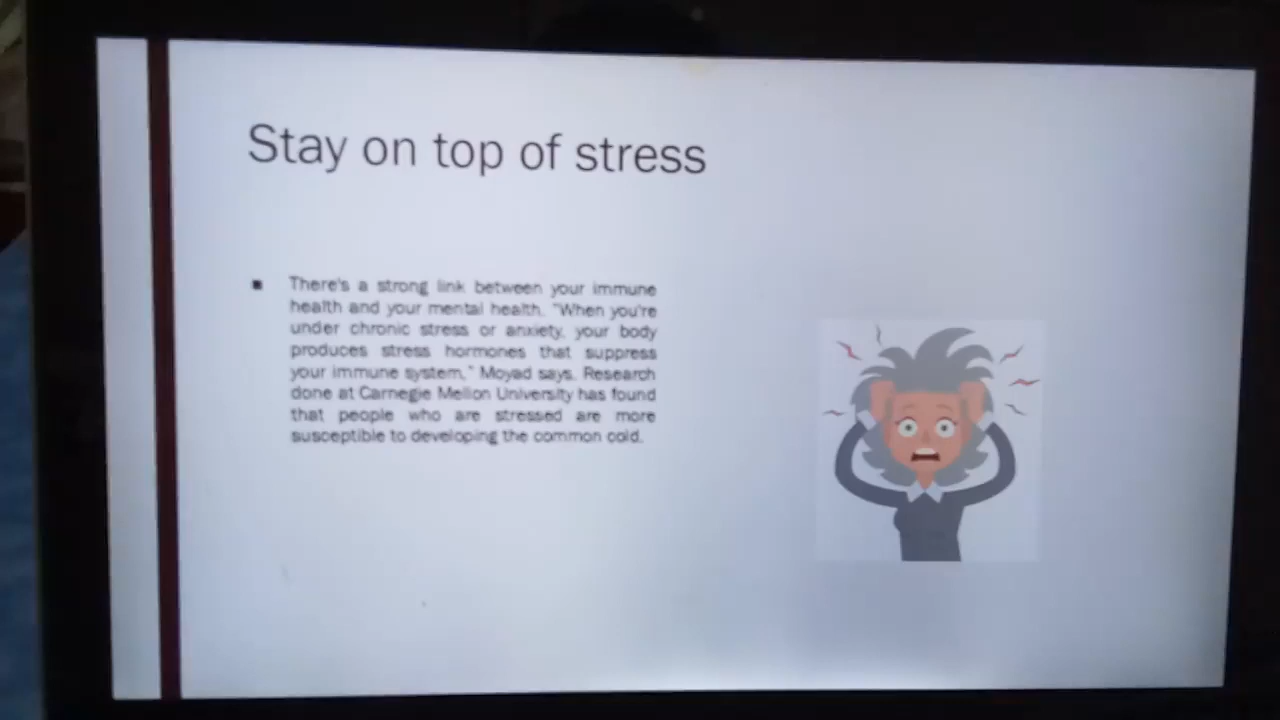 Stay on top of stress
▪ There's a strong link between your immune
health and your mental health. "When you're
under chronic stress or anxiety, your body
produces stress hormones that suppress
your immune system," Moyad says. Research
done at Carnegie Mellon University has found
that people who are stressed are more
susceptible to developing the common cold.